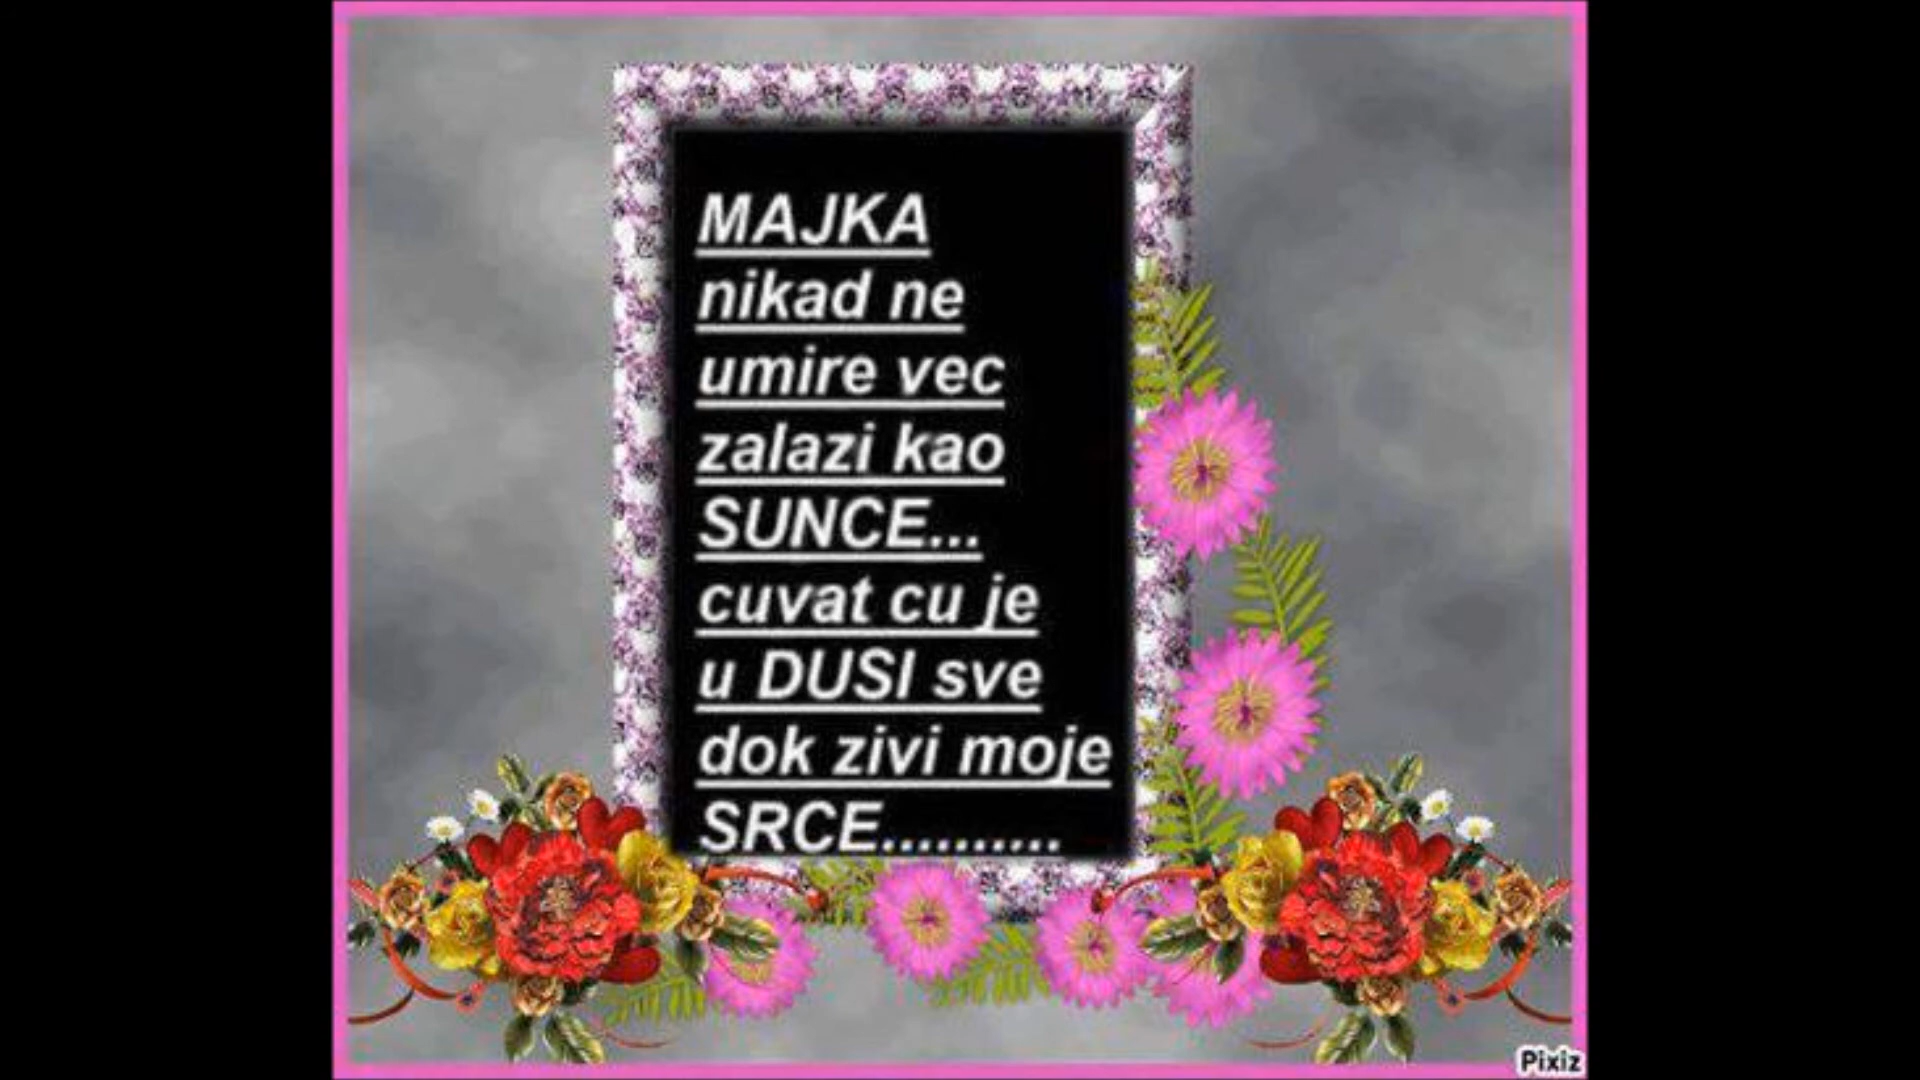 MAJKA
nikad ne
umire vec
zalazi kao
SUNCE...
cuvat cu je
u DUSI sve
dok zivi moje
SRCE..........
Pixiz